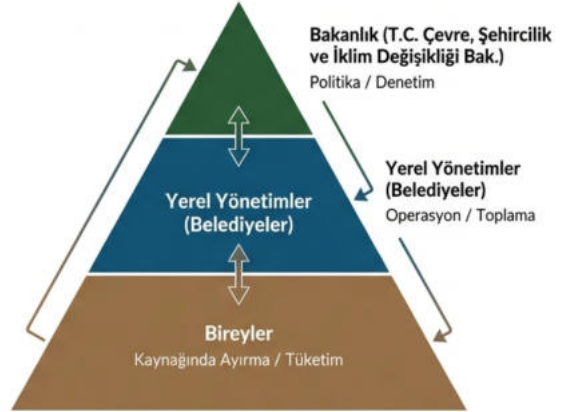 Bakanlık (T.C. Çevre, Şehircilik
ve İklim Değişikliği Bak.)
Politika / Denetim
Yerel Yönetimler
(Belediyeler)
Yerel Yönetimler
(Belediyeler)
Operasyon / Toplama
Bireyler
Kaynağında Ayırma / Tüketim